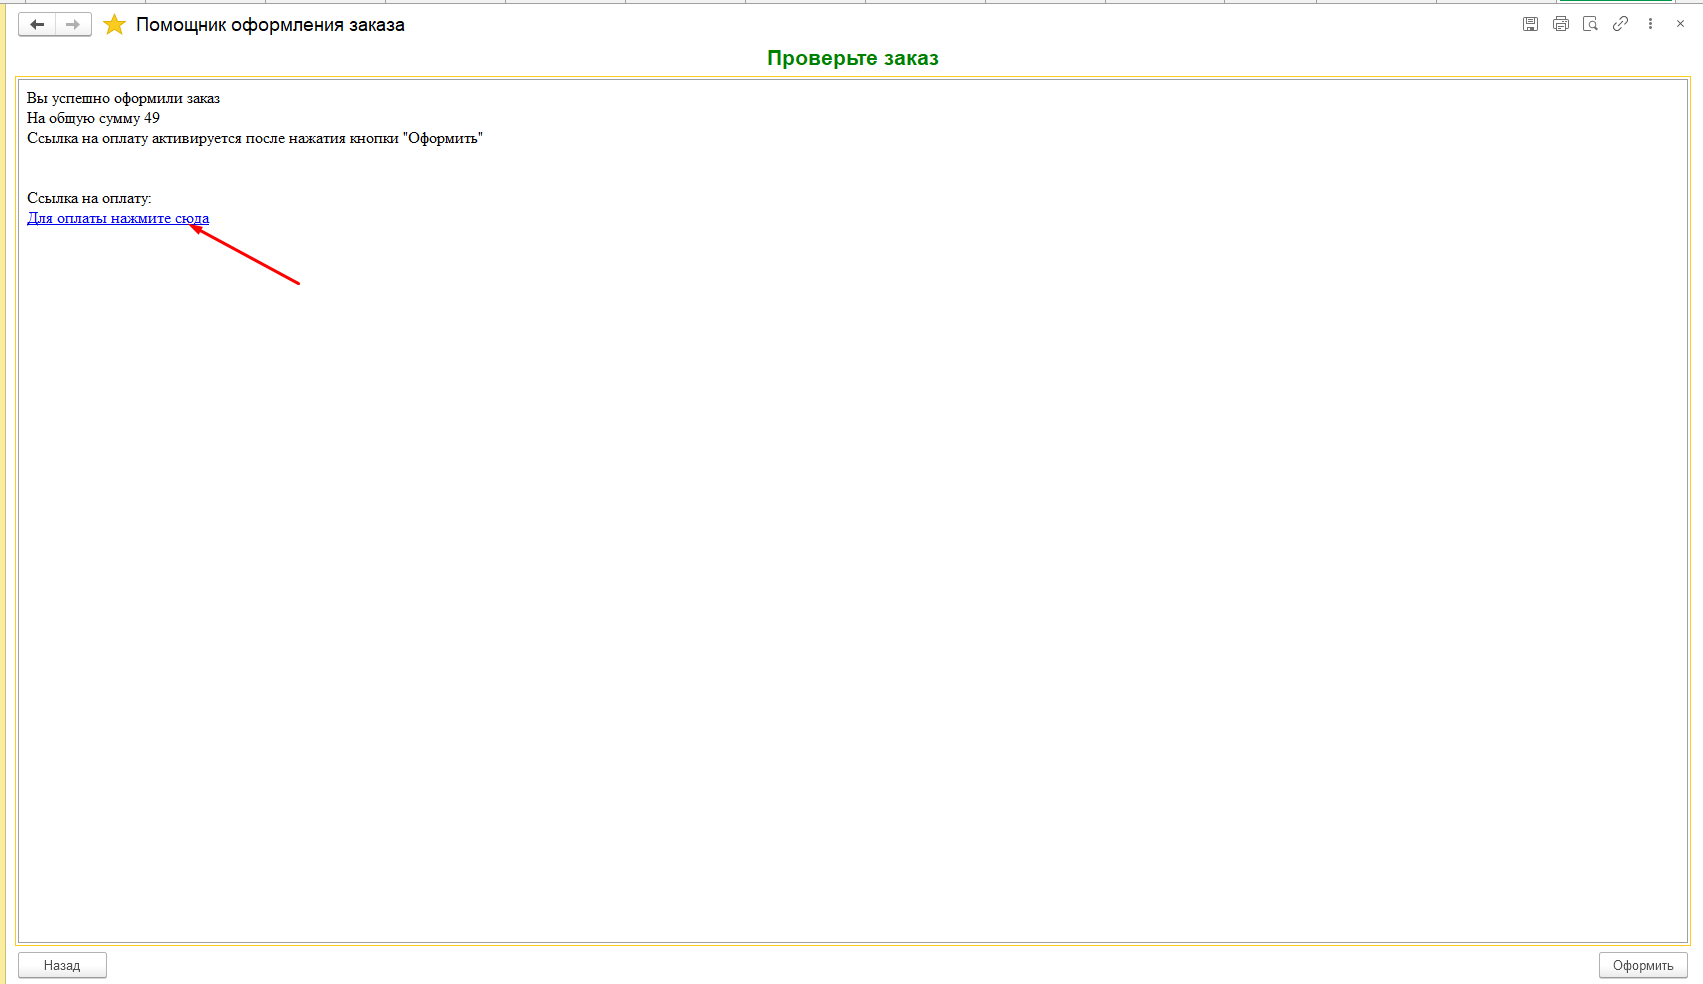 Помощник оформления заказа
Проверьте заказ
Вы успешно оформили заказ
На общую сумму 49
Ссылка на оплату активируется после нажатия кнопки "Оформить"
Ссылка на оплату:
Для оплаты нажмите сюда
Назад
Оформить